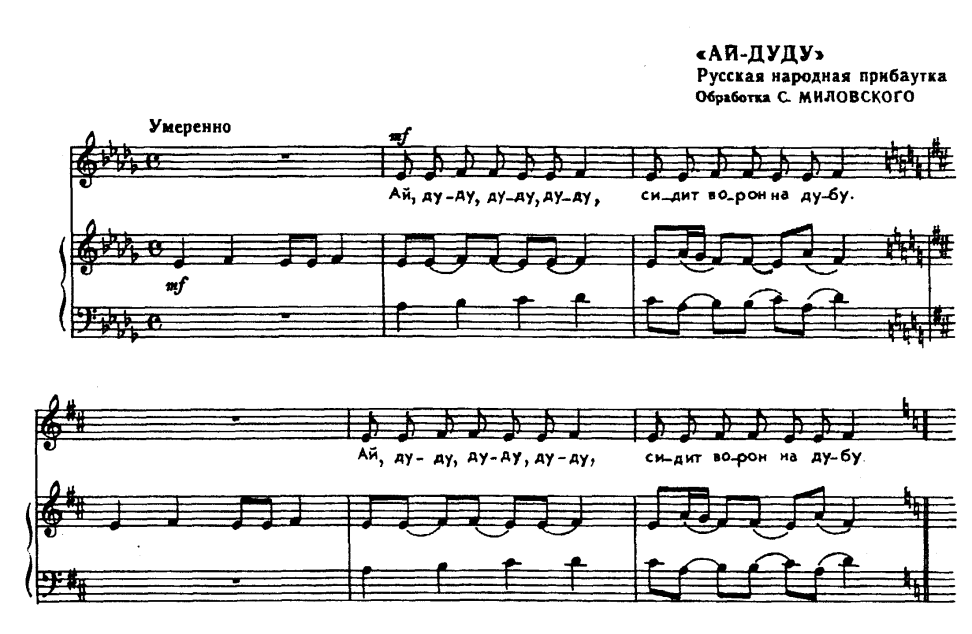 «АЙ-ДУДУ»
Русская народная прибаутка
Обработка С. МИЛОВСКОГО
Умеренно
mf
Ай, ду-ду, ду-ду, ду-ду, си-дит во-рон на ду-бу.
mf
Ай, ду-ду, ду-ду, ду-ду, си-дит во-рон на ду-бу.